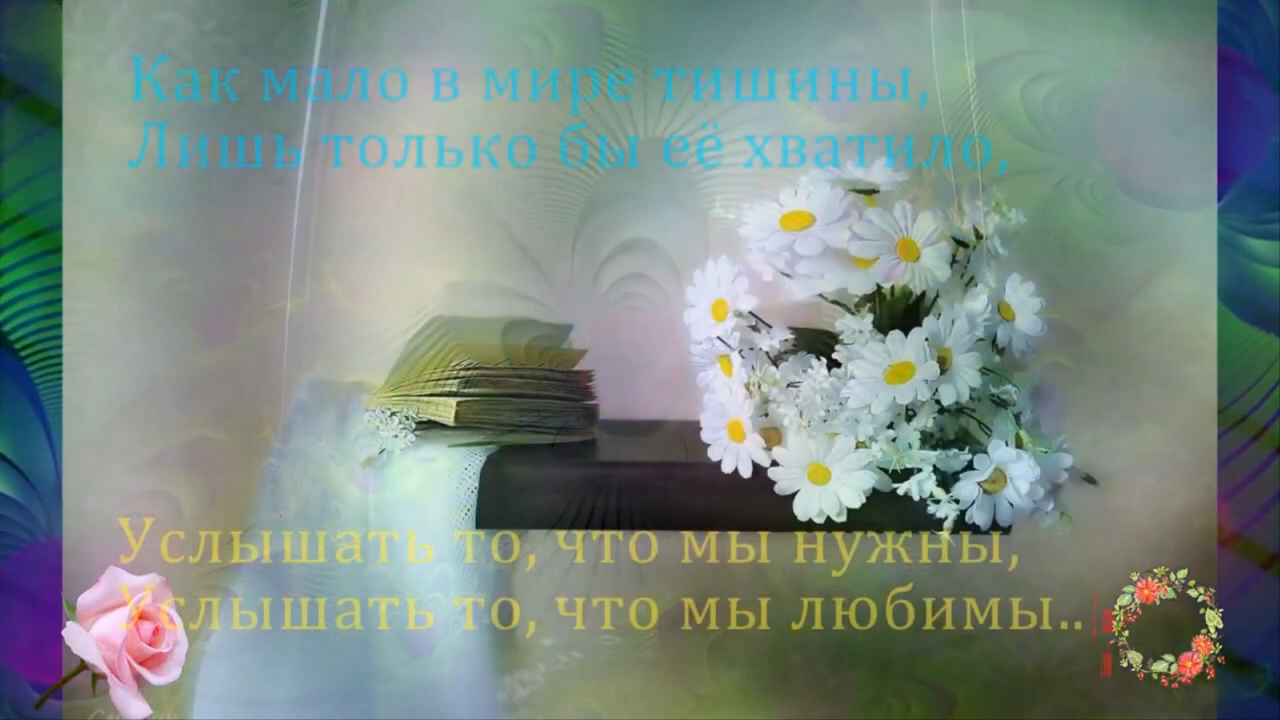 Как мало в мире тишины,
Лишь только бы её хватило,
Услышать то, что мы нужны,
Услышать то, что мы любимы..